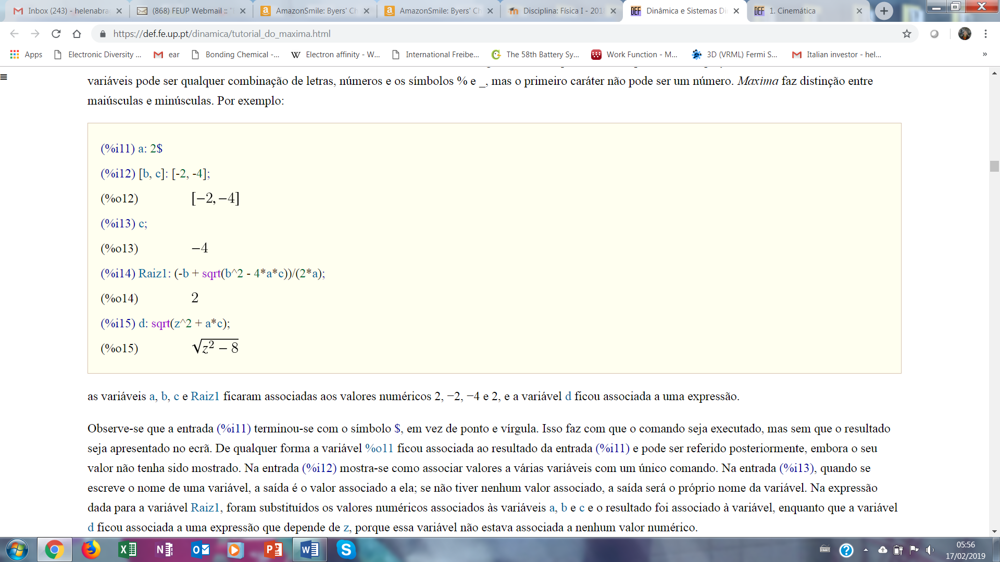 Inbox (243) - helenabra
(868) FEUP Webmail ::
AmazonSmile: Byers' Ch
AmazonSmile: Byers' Ch
Disciplina: Física I - 201
DEF Dinâmica e Sistemas Di
DEF 1. Cinemática
https://def.fe.up.pt/dinamica/tutorial_do_maxima.html
Apps
Electronic Diversity ...
ear
Bonding Chemical -...
W Electron affinity - W...
International Freibe...
The 58th Battery Sy...
Work Function - M...
3D (VRML) Fermi S...
Italian investor - hel...
»
variáveis pode ser qualquer combinação de letras, números e os símbolos % e _, mas o primeiro caráter não pode ser um número. Maxima faz distinção entre
maiúsculas e minúsculas. Por exemplo:
(%i11) a: 2$
(%i12) [b, c]: [-2, -4];
(%o12) [−2, −4]
(%i13) c;
(%o13) −4
(%i14) Raiz1: (-b + sqrt(b^2 - 4*a*c))/(2*a);
(%o14) 2
(%i15) d: sqrt(z^2 + a*c);
(%o15) √z² − 8
as variáveis a, b, c e Raiz1 ficaram associadas aos valores numéricos 2, −2, −4 e 2, e a variável d ficou associada a uma expressão.
Observe-se que a entrada (%i11) terminou-se com o símbolo $, em vez de ponto e vírgula. Isso faz com que o comando seja executado, mas sem que o resultado
seja apresentado no ecrã. De qualquer forma a variável %o11 ficou associada ao resultado da entrada (%i11) e pode ser referido posteriormente, embora o seu
valor não tenha sido mostrado. Na entrada (%i12) mostra-se como associar valores a várias variáveis com um único comando. Na entrada (%i13), quando se
escreve o nome de uma variável, a saída é o valor associado a ela; se não tiver nenhum valor associado, a saída será o próprio nome da variável. Na expressão
dada para a variável Raiz1, foram substituídos os valores numéricos associados às variáveis a, b e c e o resultado foi associado à variável, enquanto que a variável
d ficou associada a uma expressão que depende de z, porque essa variável não estava associada a nenhum valor numérico.
05:56
17/02/2019